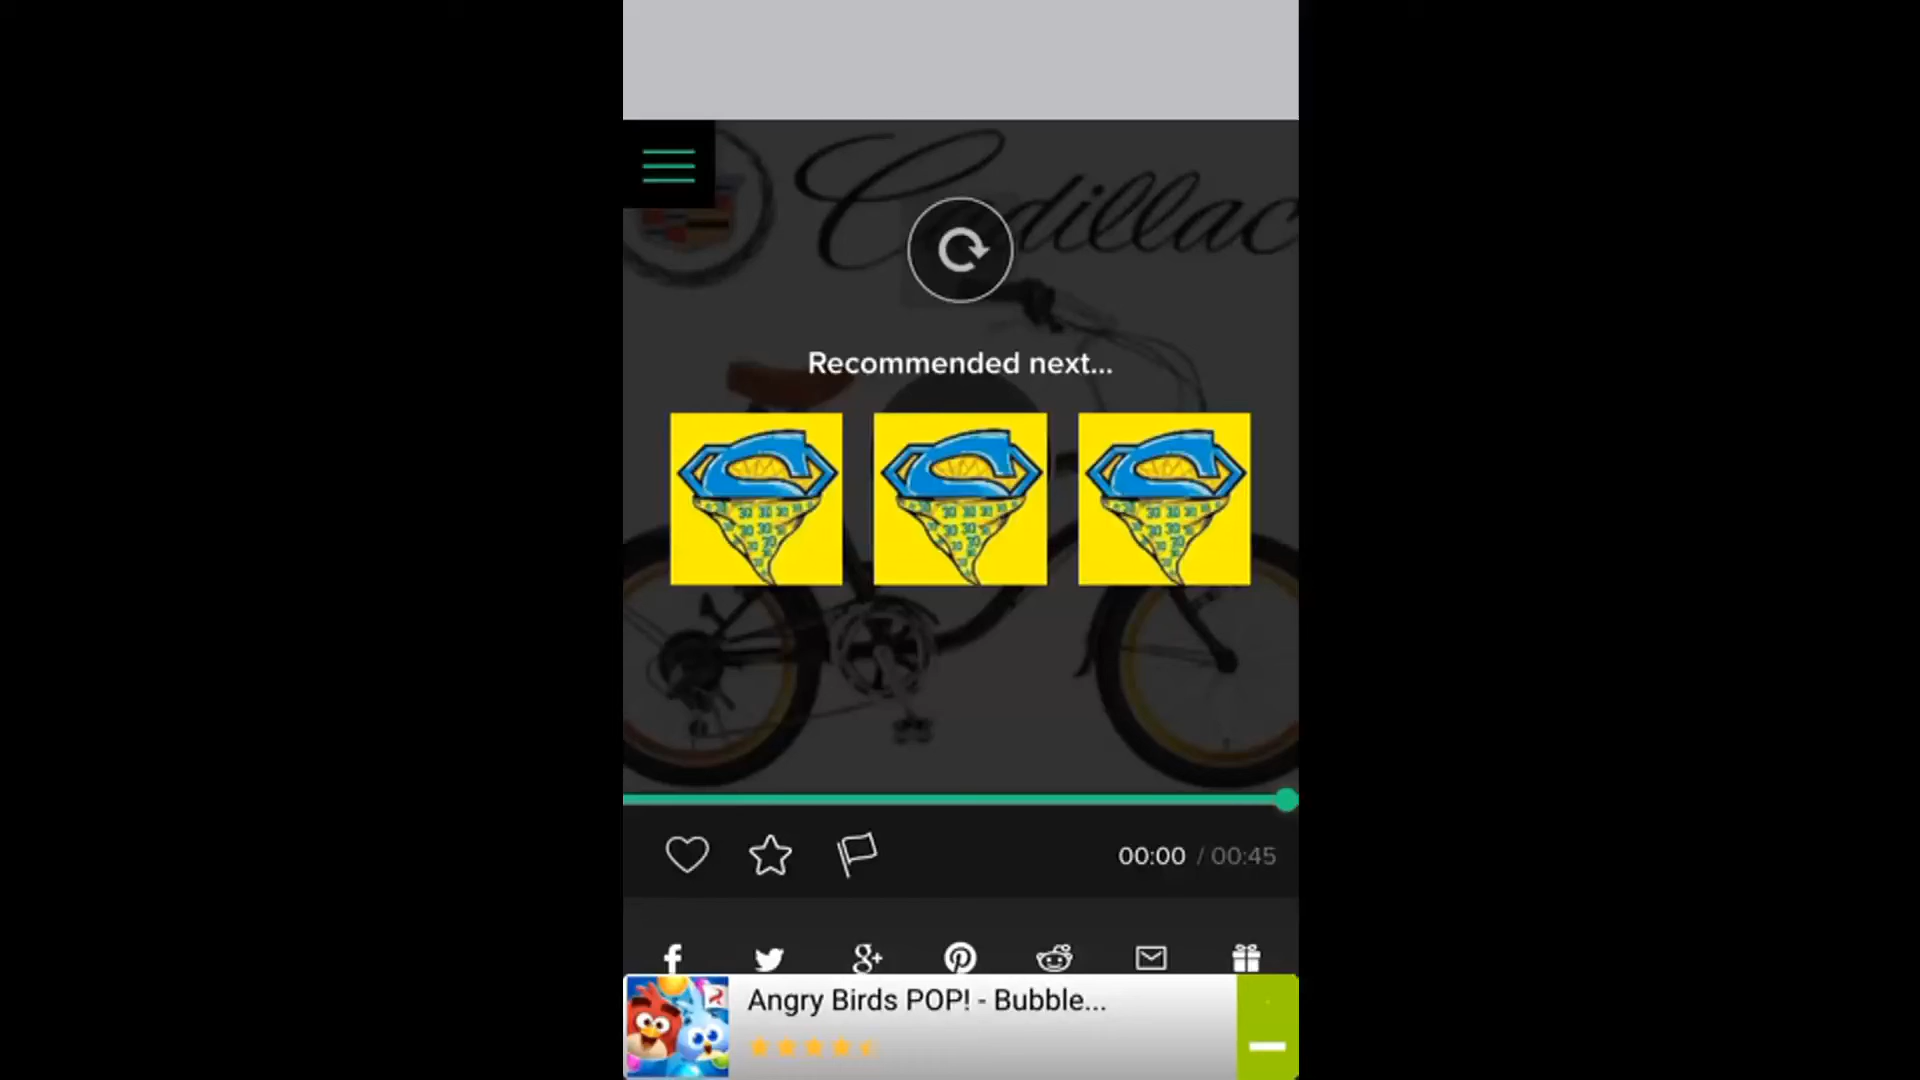 Cadillac
Recommended next...
00:00 / 00:45
Angry Birds POP! - Bubble...